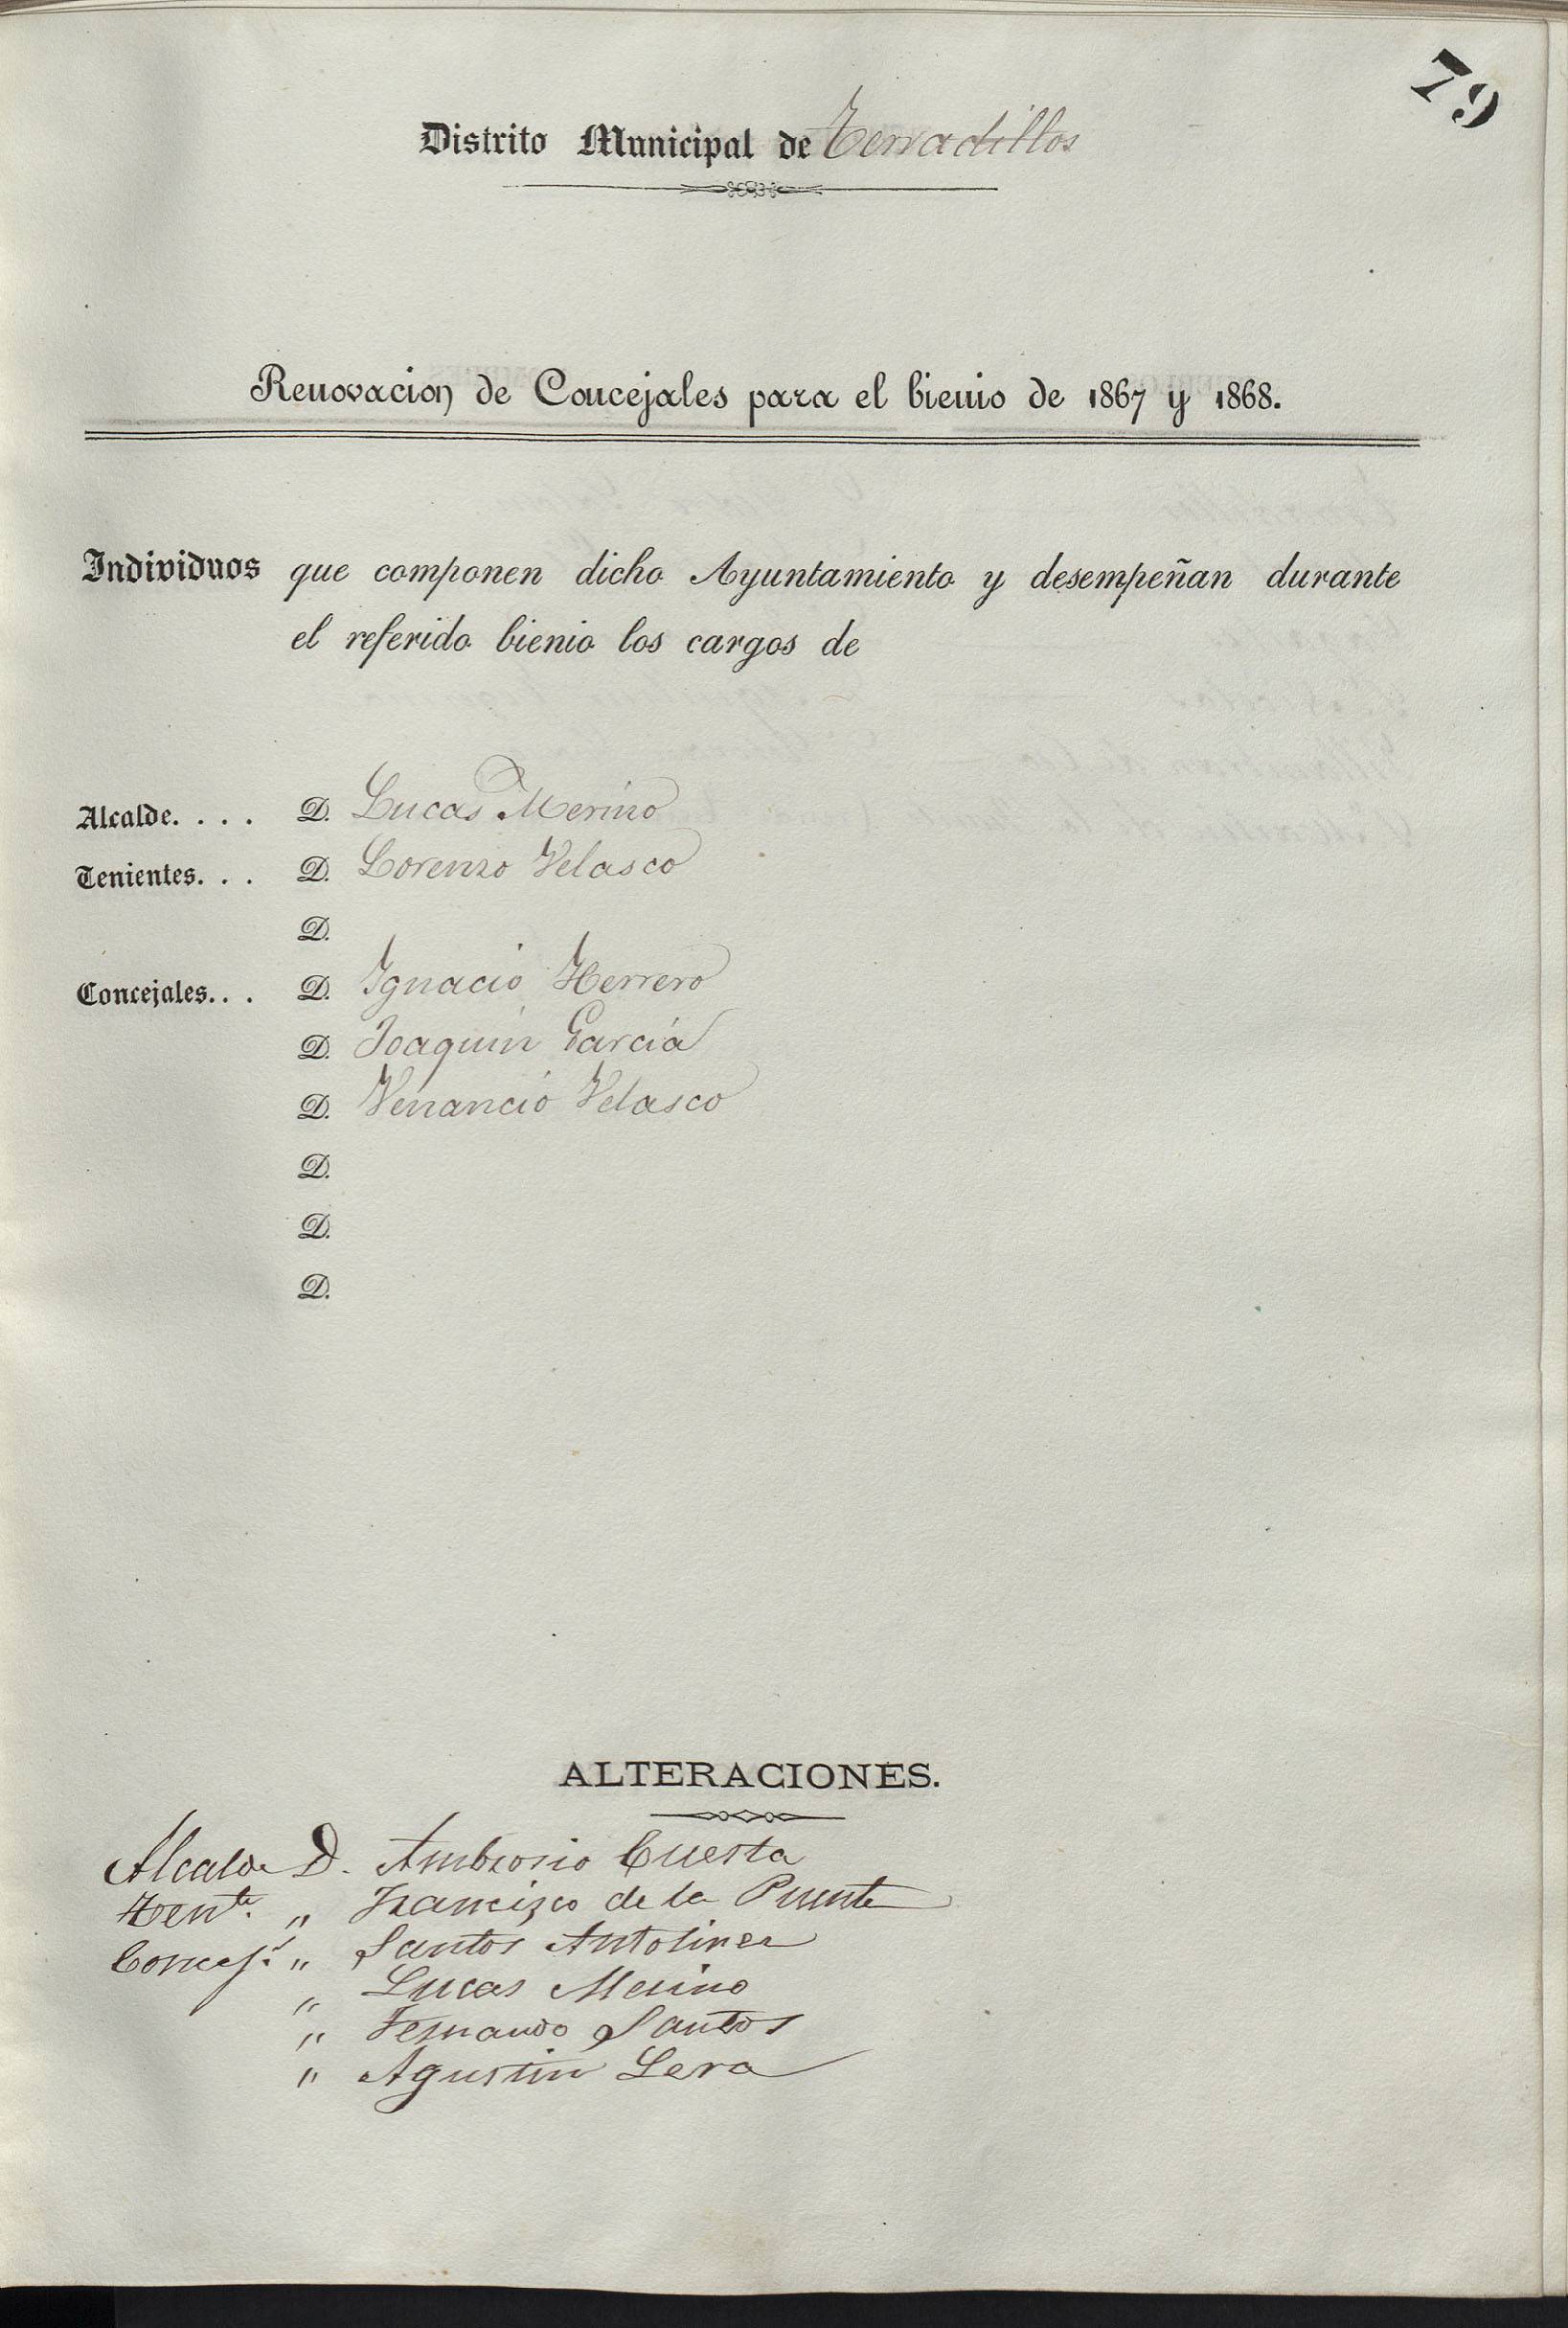 79
Distrito Municipal de Terradillos
Renovacion de Concejales para el bienio de 1867 y 1868.
Individuos que componen dicho Ayuntamiento y desempeñan durante
el referido bienio los cargos de
Alcalde. . . . D. Lucas Merino
Tenientes. . . D. Lorenzo Velasco
D.
Concejales. . . D. Ignacio Herrero
D. Joaquin García
D. Venancio Velasco
D.
D.
D.
ALTERACIONES.
Alcalde D. Ambrosio Cuesta
Tente. " Francisco de la Puente
Concej.s " Santos Antolinez
" Lucas Merino
" Fernando Santos
" Agustin Lera